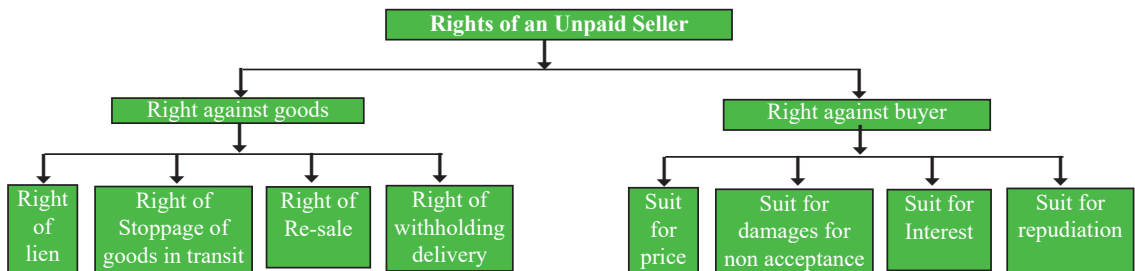 Rights of an Unpaid Seller
Right against goods
Right against buyer
Right
of
lien
Right of
Stoppage of
goods in transit
Right of
Re-sale
Right of
withholding
delivery
Suit
for
price
Suit for
damages for
non acceptance
Suit for
Interest
Suit for
repudiation